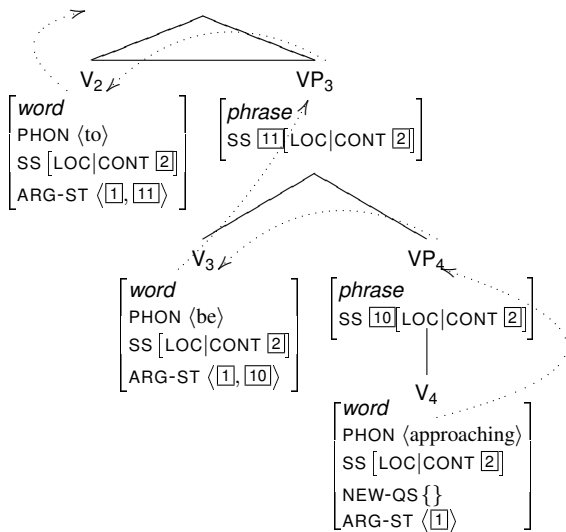 V2 VP3
word
PHON ⟨to⟩
SS [LOC|CONT 2]
ARG-ST ⟨1, 11⟩
phrase
SS 11[LOC|CONT 2]
V3 VP4
word
PHON ⟨be⟩
SS [LOC|CONT 2]
ARG-ST ⟨1, 10⟩
phrase
SS 10[LOC|CONT 2]
V4
word
PHON ⟨approaching⟩
SS [LOC|CONT 2]
NEW-QS {}
ARG-ST ⟨1⟩